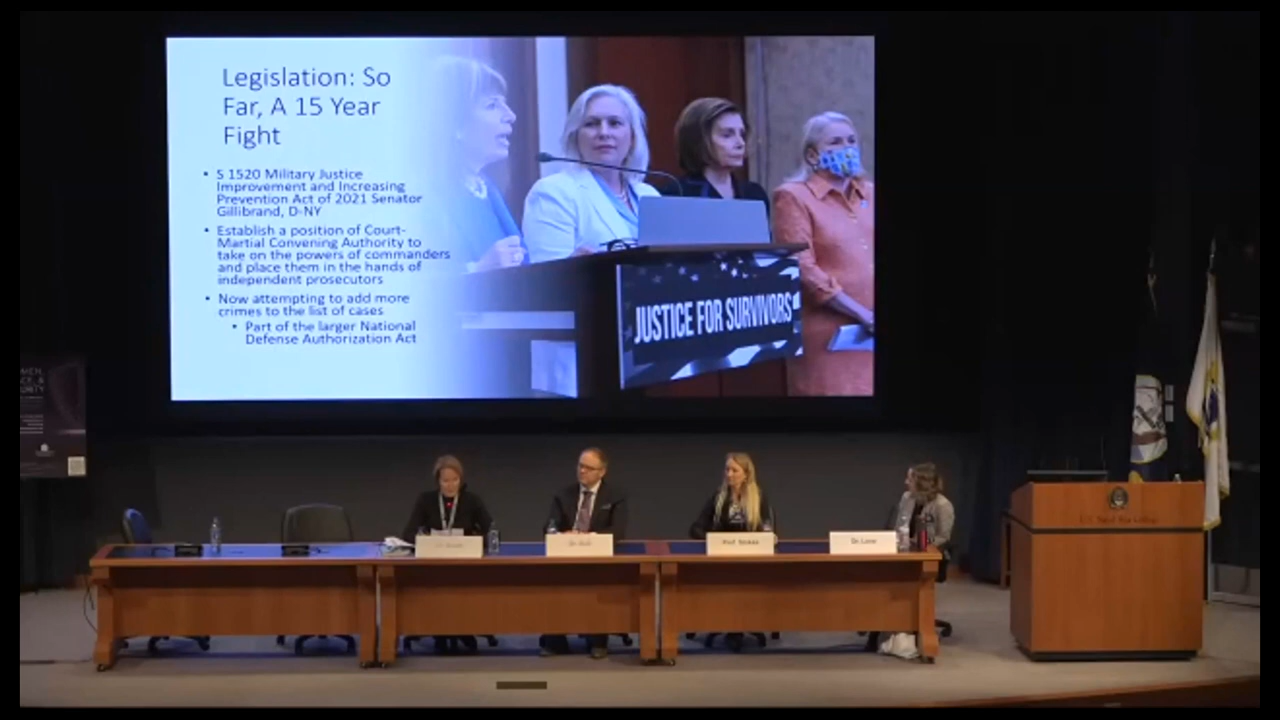 Legislation: So
Far, A 15 Year
Fight
• S 1520 Military Justice
Improvement and Increasing
Prevention Act of 2021 Senator
Gillibrand, D-NY
• Establish a position of Court-
Martial Convening Authority to
take on the powers of commanders
and place them in the hands of
independent prosecutors
• Now attempting to add more
crimes to the list of cases
• Part of the larger National
Defense Authorization Act
JUSTICE FOR SURVIVORS
Prof.
Dr.
U.S. Naval War College